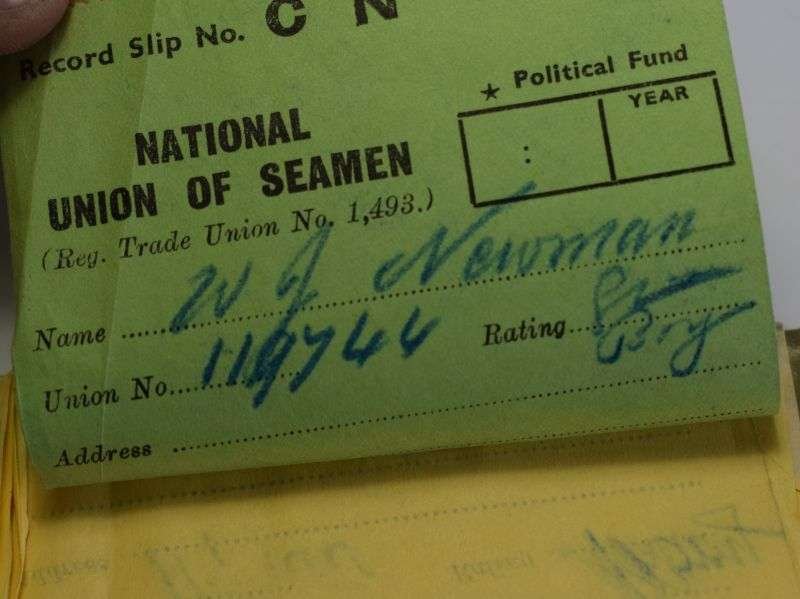 Record Slip No. C N
★ Political Fund
YEAR
:
NATIONAL
UNION OF SEAMEN
(Reg. Trade Union No. 1,493.)
Name W J Newman
Union No. 119744 Rating Boy
Address